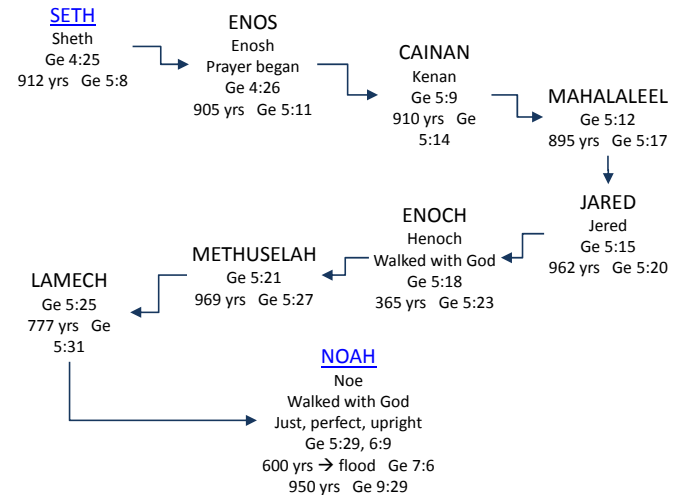 SETH
Sheth
Ge 4:25
912 yrs Ge 5:8
ENOS
Enosh
Prayer began
Ge 4:26
905 yrs Ge 5:11
CAINAN
Kenan
Ge 5:9
910 yrs Ge
5:14
MAHALALEEL
Ge 5:12
895 yrs Ge 5:17
JARED
Jered
Ge 5:15
962 yrs Ge 5:20
ENOCH
Henoch
Walked with God
Ge 5:18
365 yrs Ge 5:23
METHUSELAH
Ge 5:21
969 yrs Ge 5:27
LAMECH
Ge 5:25
777 yrs Ge
5:31
NOAH
Noe
Walked with God
Just, perfect, upright
Ge 5:29, 6:9
600 yrs → flood Ge 7:6
950 yrs Ge 9:29